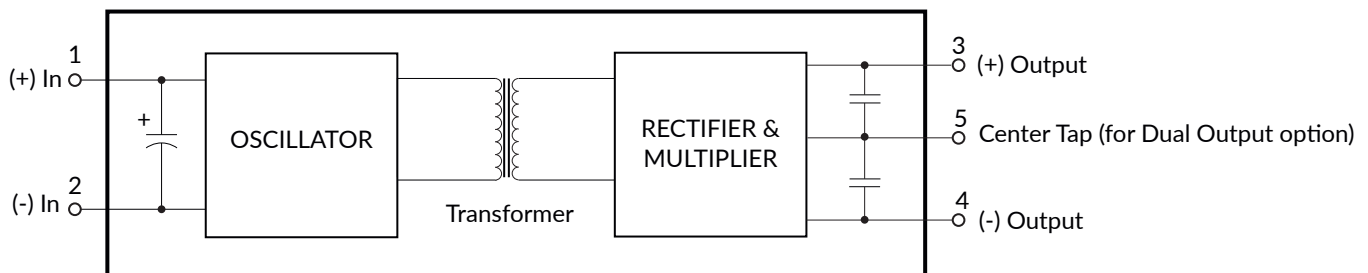 1
(+) In
+
2
(-) In
OSCILLATOR
Transformer
RECTIFIER &
MULTIPLIER
3
(+) Output
5
Center Tap (for Dual Output option)
4
(-) Output